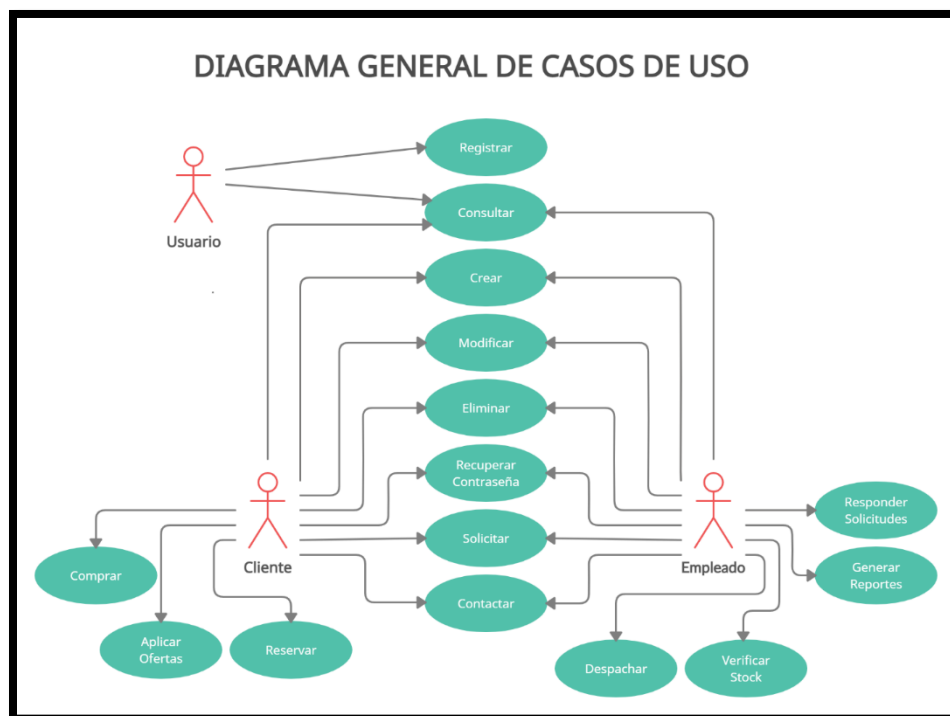 DIAGRAMA GENERAL DE CASOS DE USO
Registrar
Usuario
Consultar
Crear
Modificar
Eliminar
Recuperar
Contraseña
Solicitar
Contactar
Cliente
Comprar
Aplicar
Ofertas
Reservar
Empleado
Responder
Solicitudes
Generar
Reportes
Despachar
Verificar
Stock